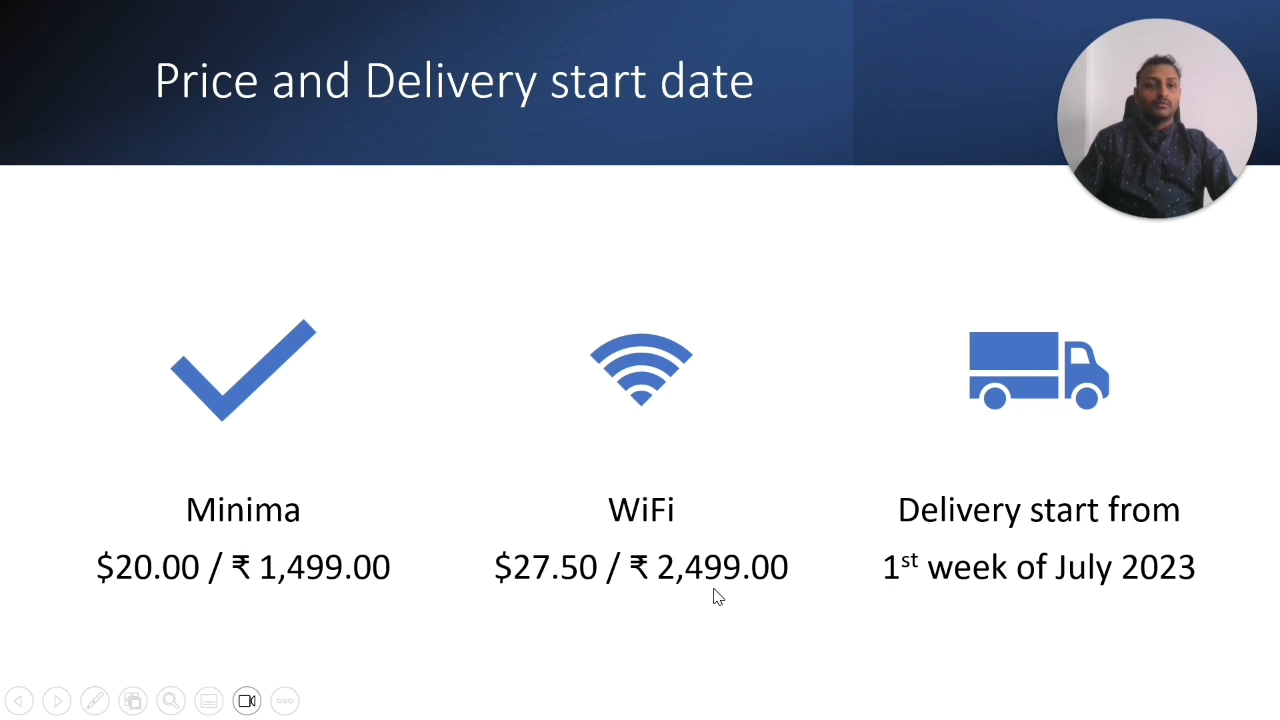 Price and Delivery start date
Minima
$20.00 / ₹ 1,499.00
WiFi
$27.50 / ₹ 2,499.00
Delivery start from
1st week of July 2023